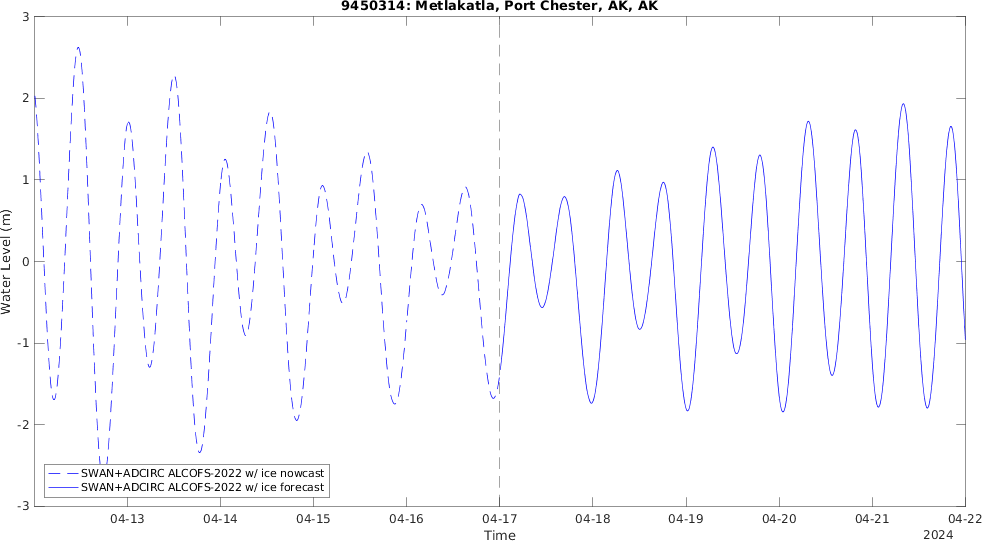 9450314: Metlakatla, Port Chester, AK, AK
3
2
1
0
-1
-2
-3
Water Level (m)
SWAN+ADCIRC ALCOFS-2022 w/ ice nowcast
SWAN+ADCIRC ALCOFS-2022 w/ ice forecast
04-13 04-14 04-15 04-16 04-17 04-18 04-19 04-20 04-21 04-22
Time
2024